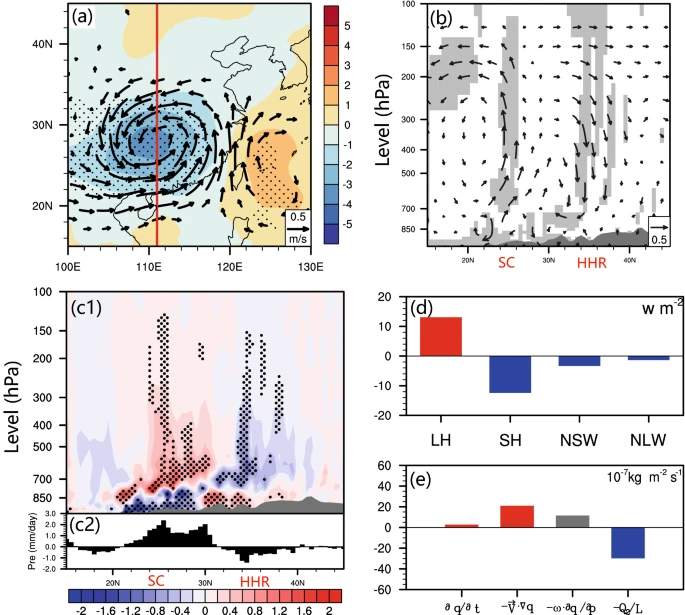 (a)
45N
40N
30N
20N
100E 110E 120E 130E
0.5
m/s
5
4
3
2
1
0
-1
-2
-3
-4
-5
(b)
Level (hPa)
100
150
200
300
400
500
700
850
20N 30N 40N
SC HHR
0.5
(c1)
Level (hPa)
100
150
200
300
400
500
700
850
(c2)
Pre (mm/day)
3.0
2.0
1.0
0.0
-1.0
-2.0
20N 30N 40N
SC HHR
-2 -1.6 -1.2 -0.8 -0.4 0 0.4 0.8 1.2 1.6 2
(d)
w m-2
20
10
0
-10
-20
LH SH NSW NLW
(e)
10-7kg m-2 s-1
60
40
20
0
-20
-40
-60
∂q/∂t -V⃗·∇q -ω·∂q/∂p -Q₂/L